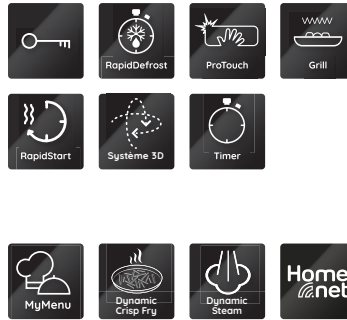 RapidDefrost
ProTouch
Grill
RapidStart
Système 3D
Timer
MyMenu
Dynamic
Crisp Fry
Dynamic
Steam
Home
.net